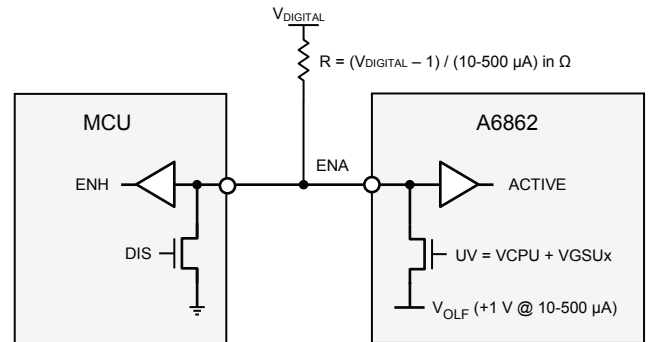 VDIGITAL
R = (VDIGITAL – 1) / (10-500 µA) in Ω
MCU
A6862
ENA
ENH
ACTIVE
DIS
UV = VCPU + VGSUx
VOLF (+1 V @ 10-500 µA)